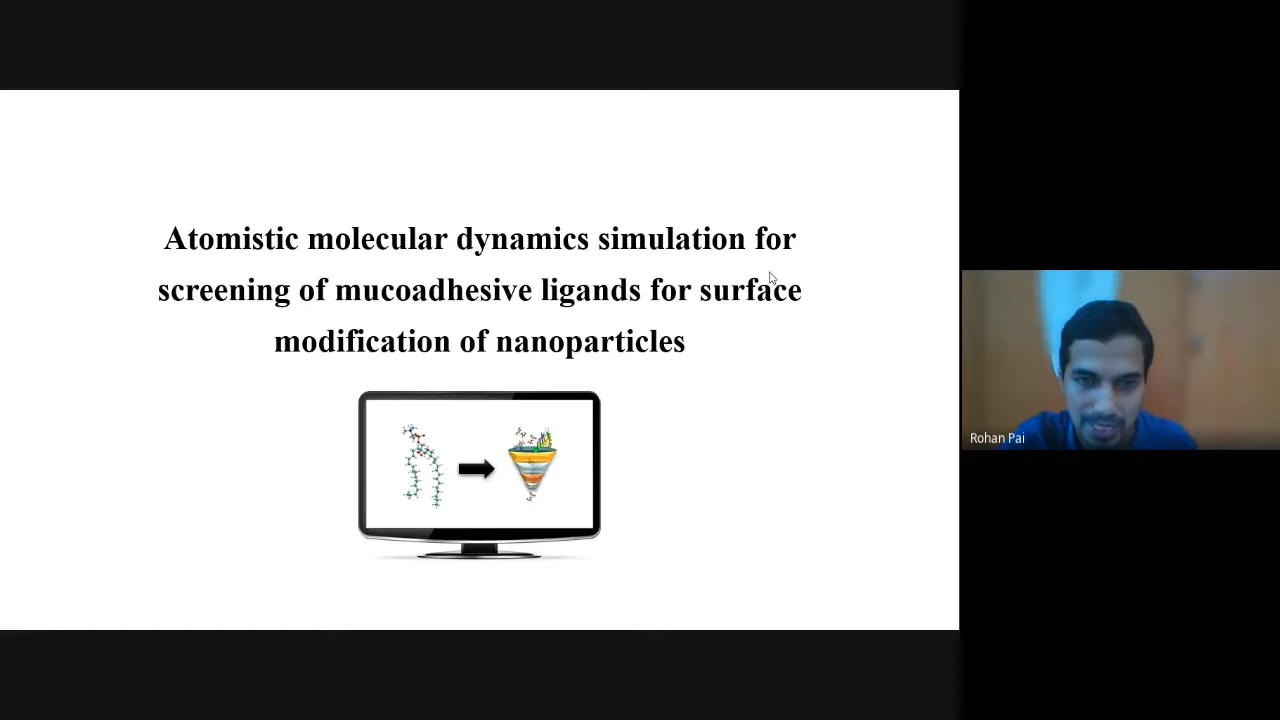 Atomistic molecular dynamics simulation for
screening of mucoadhesive ligands for surface
modification of nanoparticles
Rohan Pai